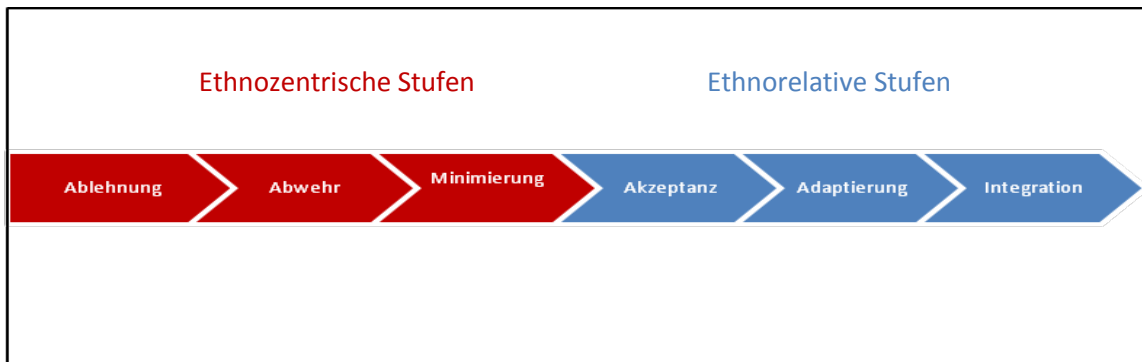 Ethnozentrische Stufen
Ethnorelative Stufen
Ablehnung
Abwehr
Minimierung
Akzeptanz
Adaptierung
Integration